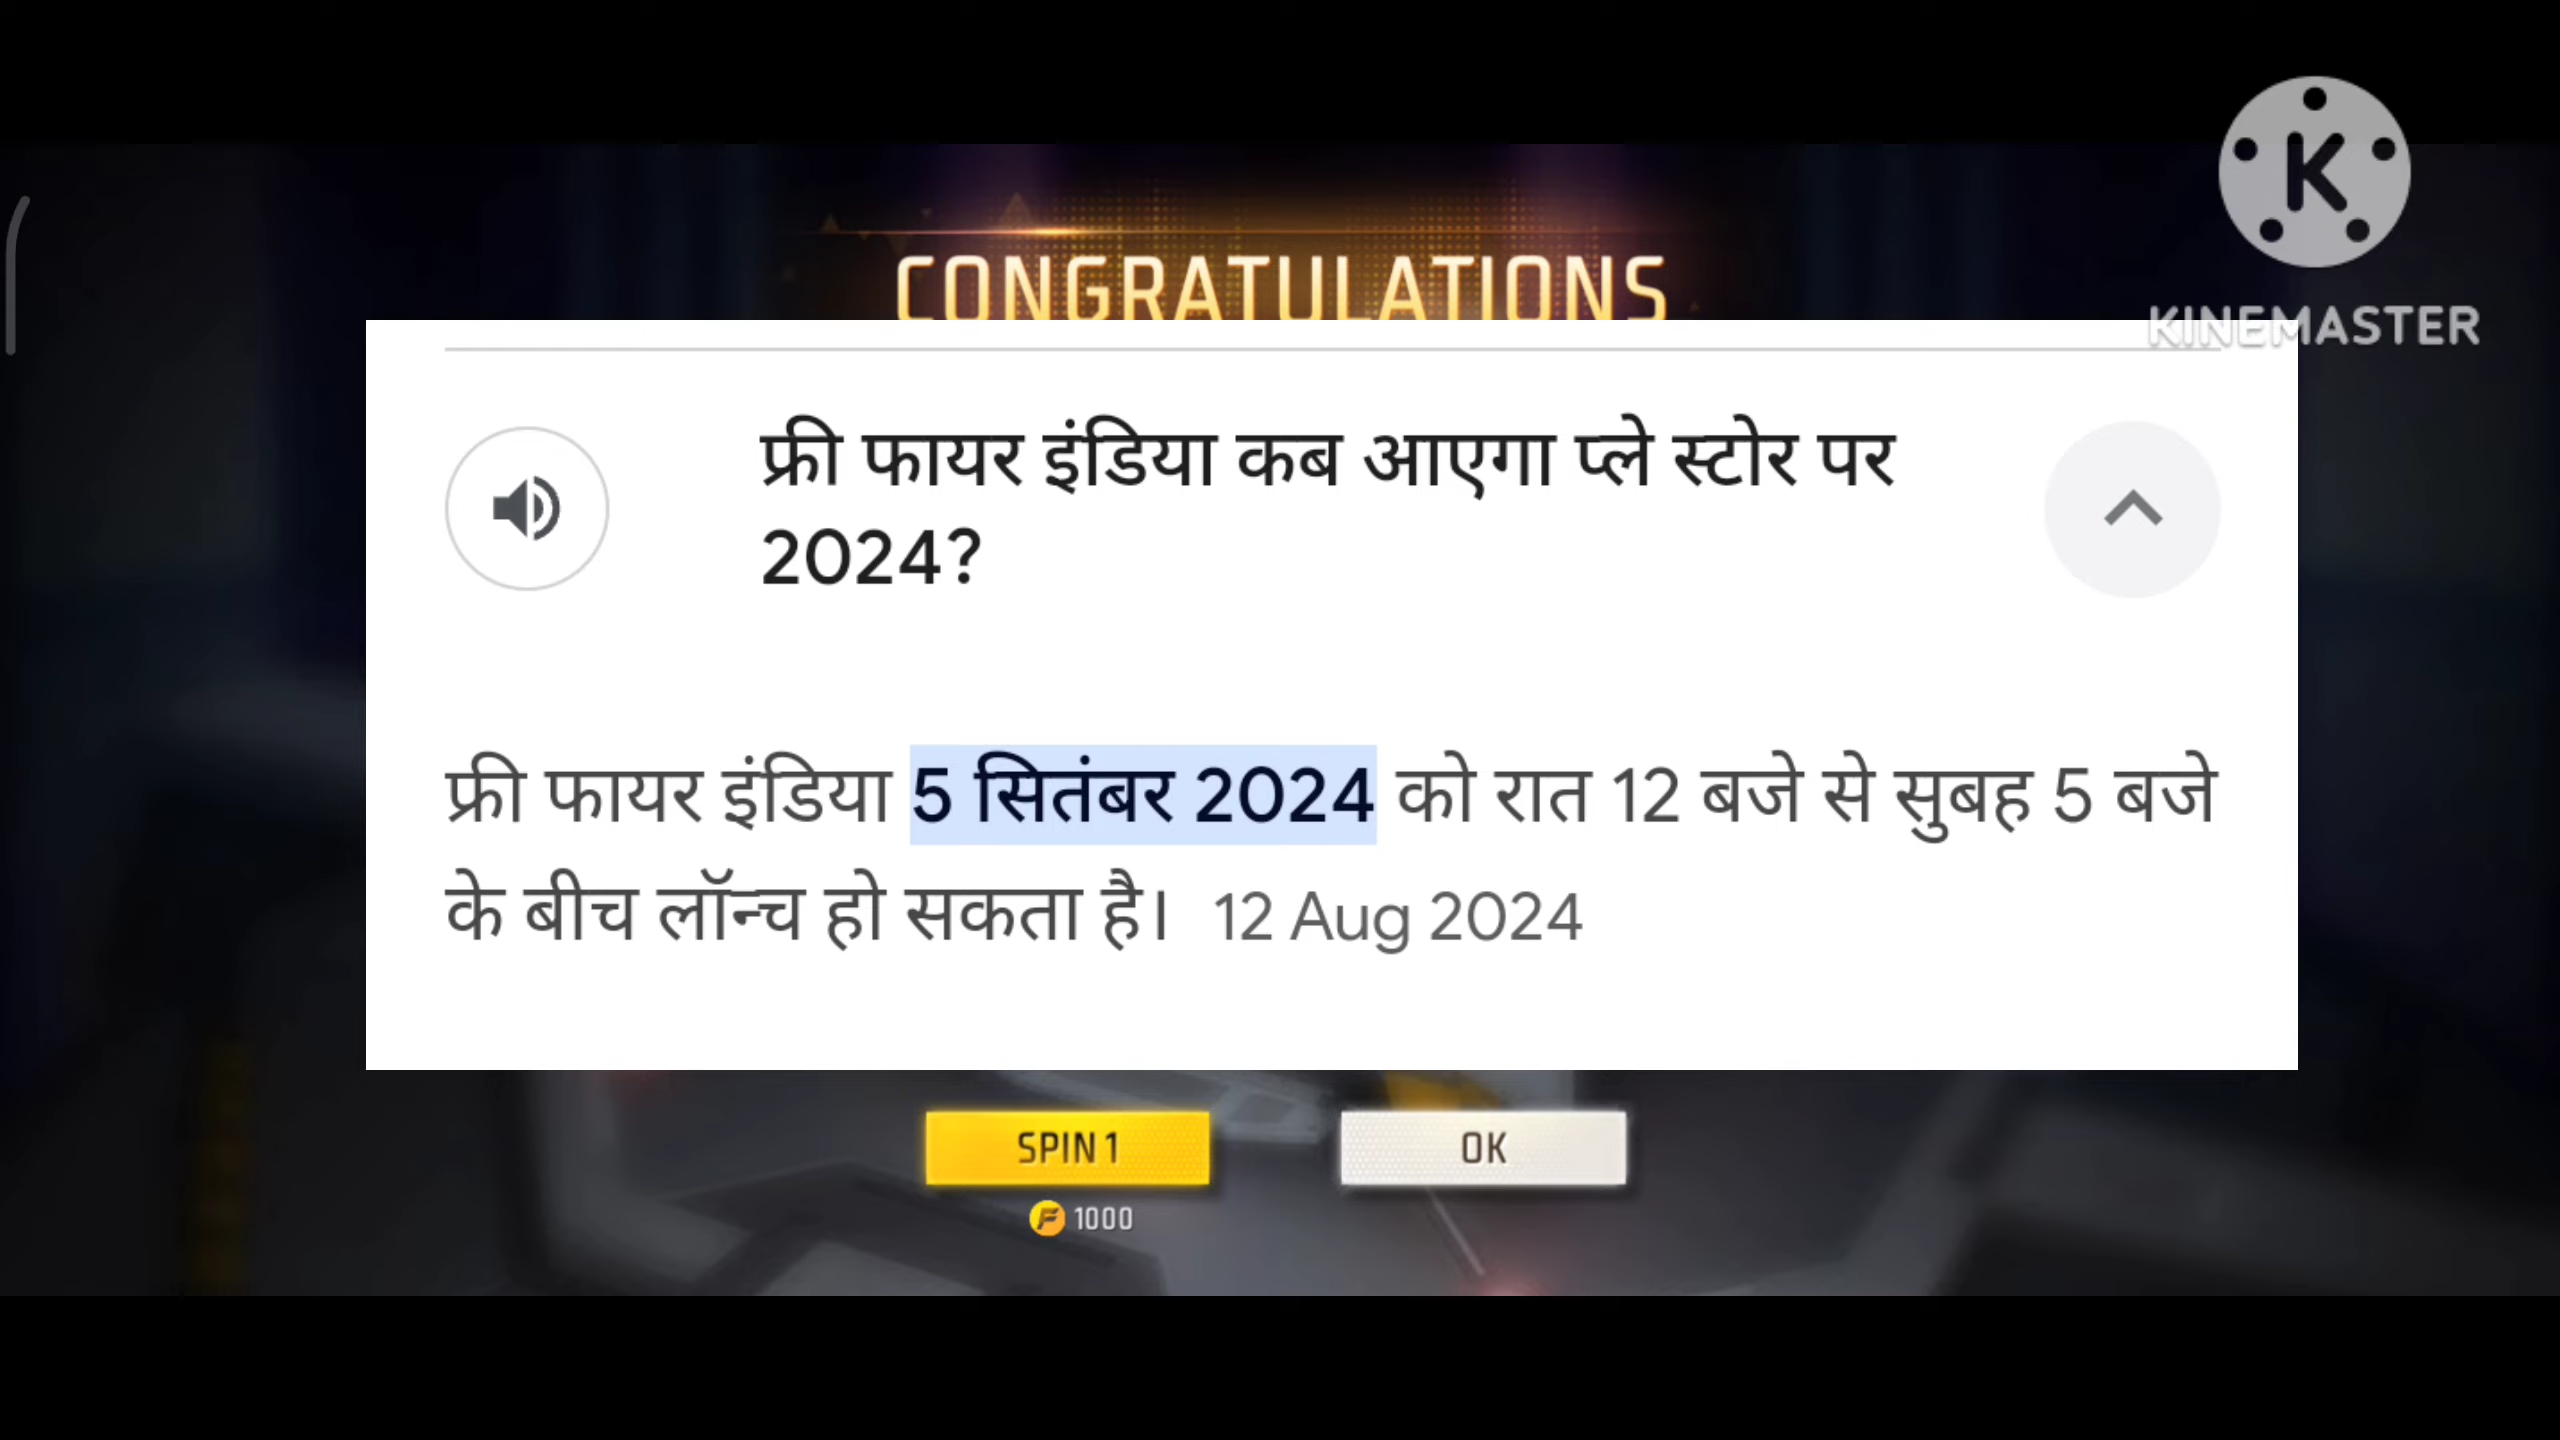 K
KINEMASTER
CONGRATULATIONS
फ्री फायर इंडिया कब आएगा प्ले स्टोर पर
2024?
फ्री फायर इंडिया 5 सितंबर 2024 को रात 12 बजे से सुबह 5 बजे
के बीच लॉन्च हो सकता है। 12 Aug 2024
SPIN 1
OK
F 1000